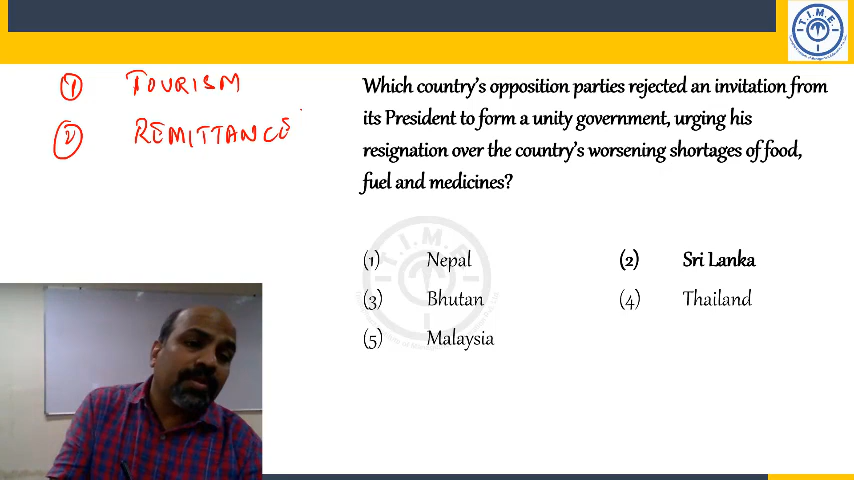 T.I.M.E.
(1) TOURISM
(2) REMITTANCE
Which country's opposition parties rejected an invitation from
its President to form a unity government, urging his
resignation over the country's worsening shortages of food,
fuel and medicines?
T.I.M.E.
(1) Nepal (2) Sri Lanka
(3) Bhutan (4) Thailand
(5) Malaysia